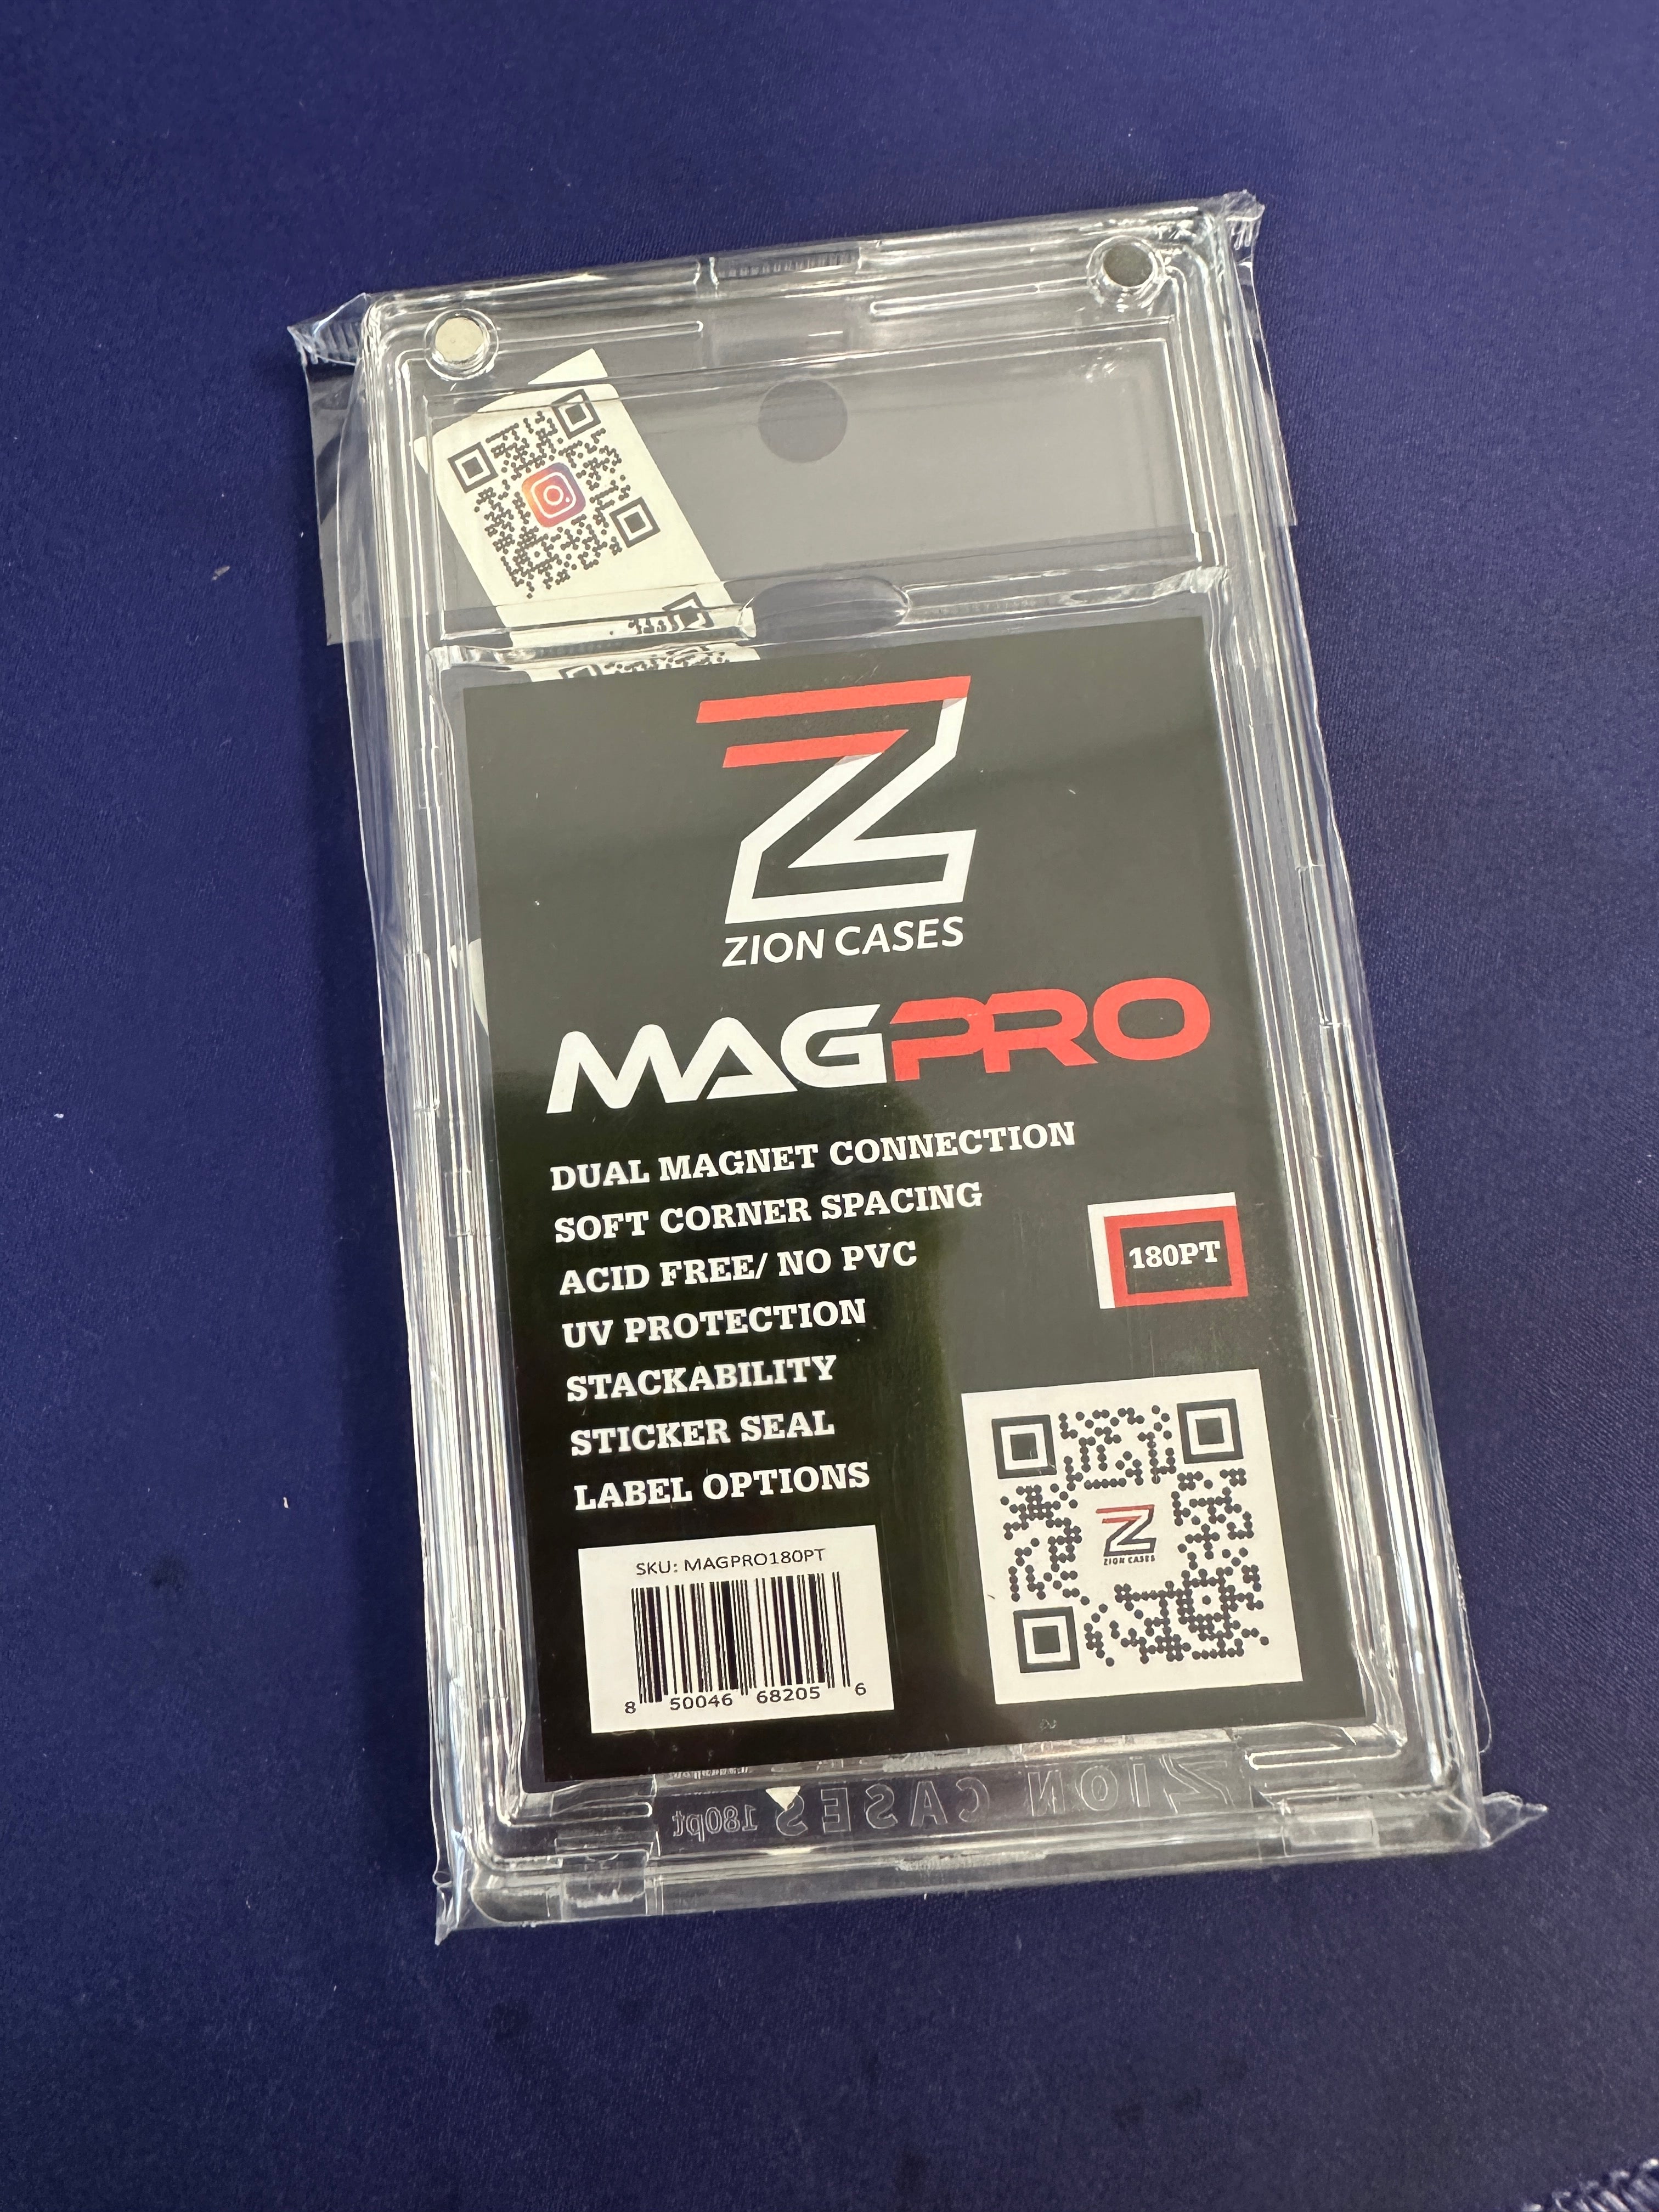 Z
ZION CASES
MAGPRO
DUAL MAGNET CONNECTION
SOFT CORNER SPACING
ACID FREE/ NO PVC
UV PROTECTION
STACKABILITY
STICKER SEAL
LABEL OPTIONS
180PT
SKU: MAGPRO180PT
8 50046 68205 6
Z
ZION CASES
ZION CASES 180pt